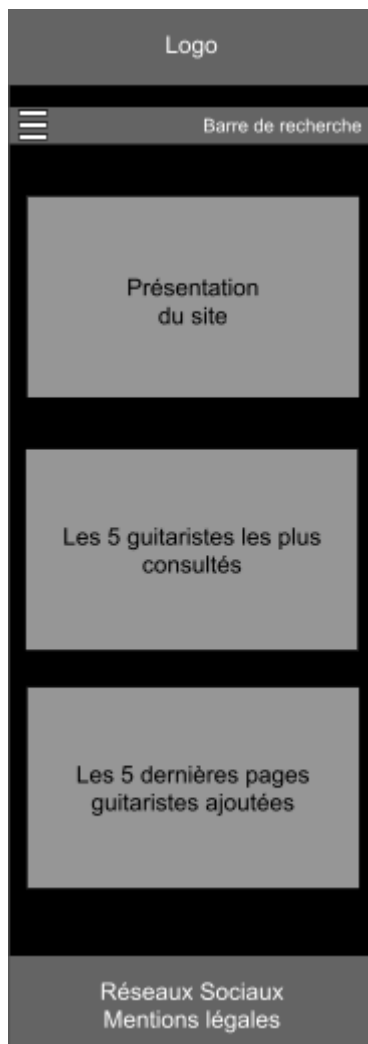 Logo
Barre de recherche
Présentation
du site
Les 5 guitaristes les plus
consultés
Les 5 dernières pages
guitaristes ajoutées
Réseaux Sociaux
Mentions légales